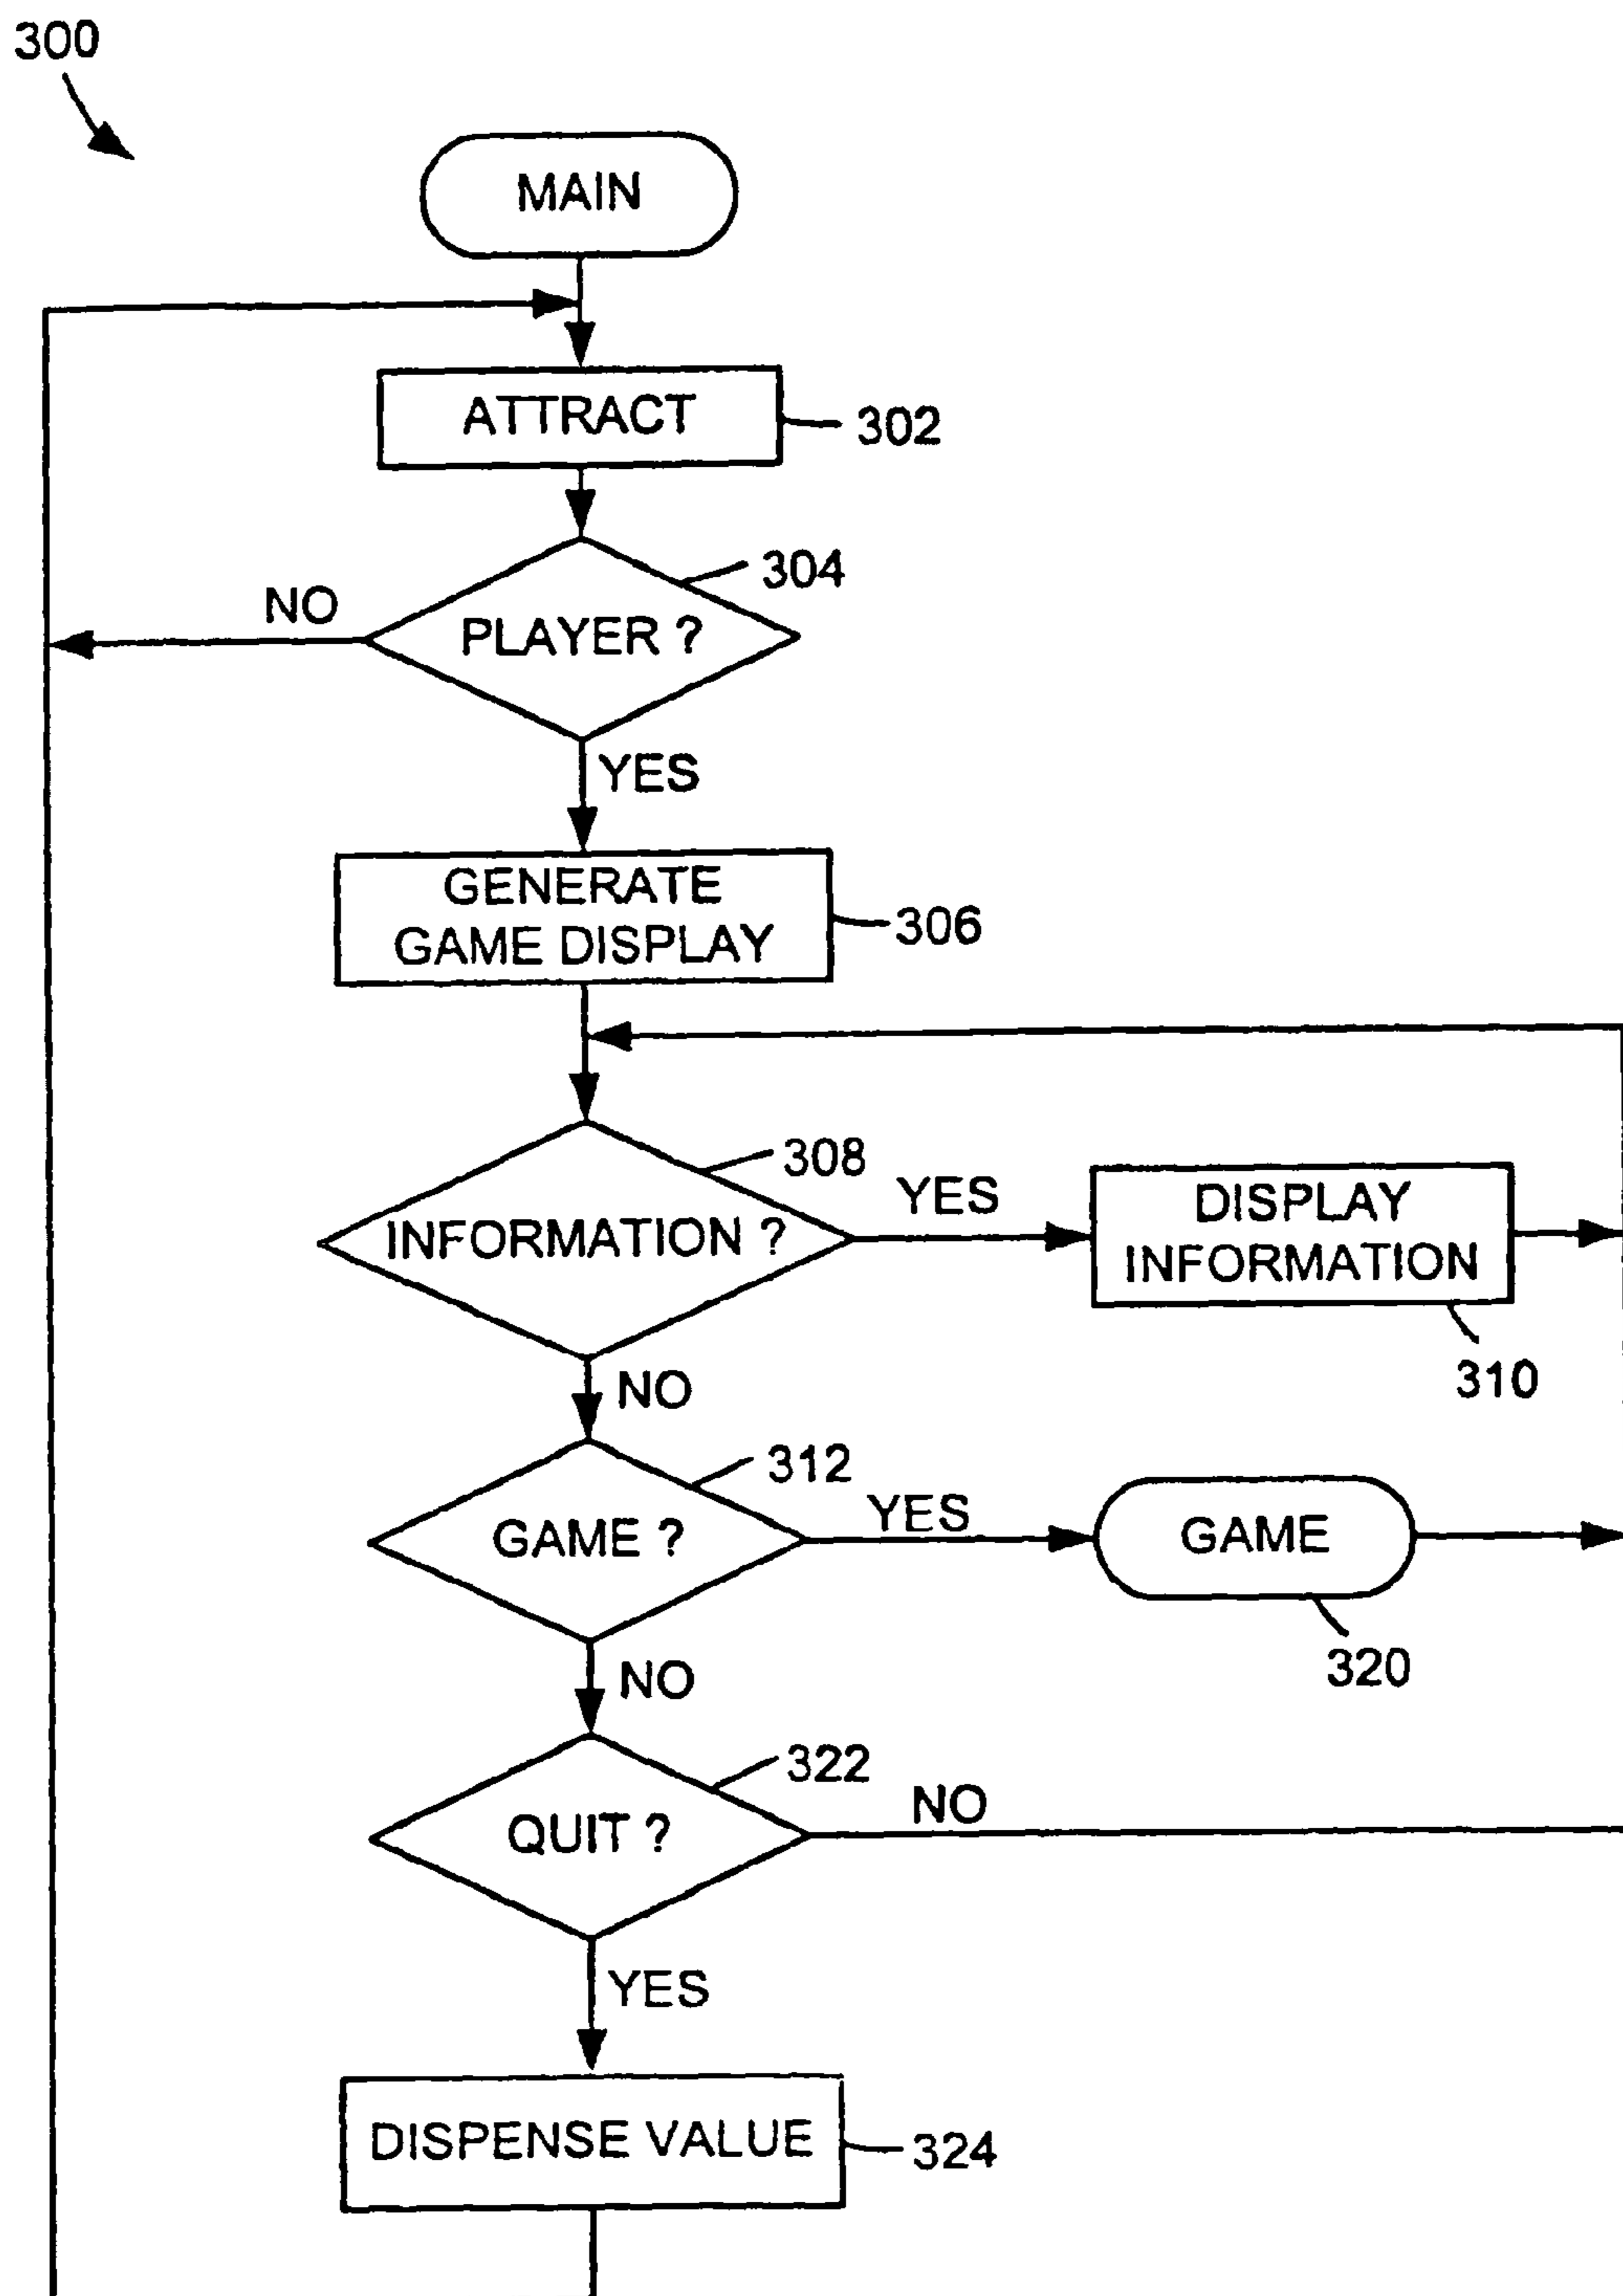 300
MAIN
ATTRACT
302
304
NO
PLAYER ?
YES
GENERATE
GAME DISPLAY
306
308
INFORMATION ?
YES
DISPLAY
INFORMATION
310
NO
312
GAME ?
YES
GAME
320
NO
322
QUIT ?
NO
YES
DISPENSE VALUE
324